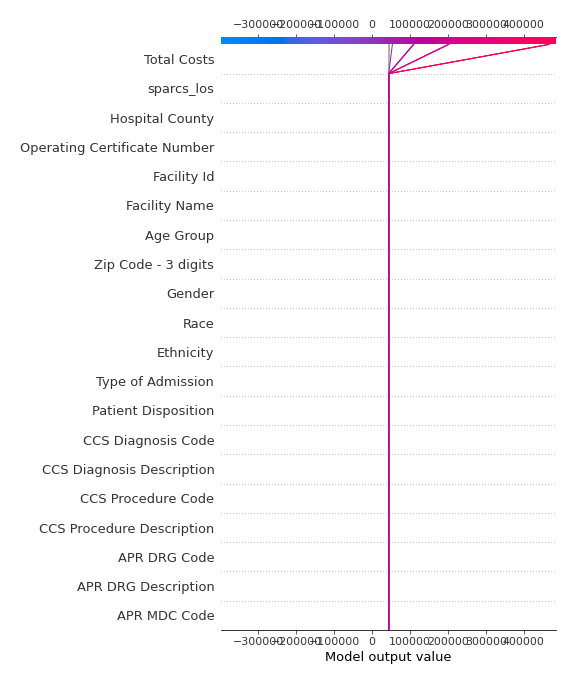 −300000 −200000 −100000 0 100000 200000 300000 400000
Total Costs
sparcs_los
Hospital County
Operating Certificate Number
Facility Id
Facility Name
Age Group
Zip Code - 3 digits
Gender
Race
Ethnicity
Type of Admission
Patient Disposition
CCS Diagnosis Code
CCS Diagnosis Description
CCS Procedure Code
CCS Procedure Description
APR DRG Code
APR DRG Description
APR MDC Code
−300000 −200000 −100000 0 100000 200000 300000 400000
Model output value